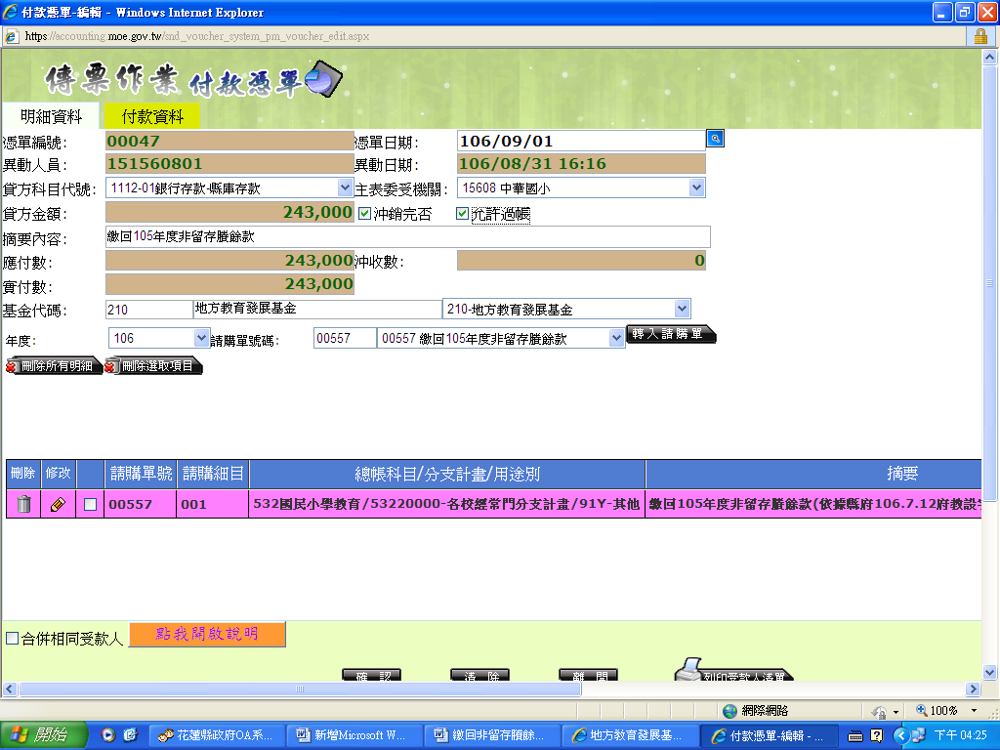 付款憑單-編輯 - Windows Internet Explorer
https://accounting.moe.gov.tw/snd_voucher_system_pm_voucher_edit.aspx
傳票作業 付款憑單
明細資料 付款資料
憑單編號: 00047 憑單日期: 106/09/01
異動人員: 151560801 異動日期: 106/08/31 16:16
貸方科目代號: 1112-01銀行存款-縣庫存款 主表委受機關: 15608 中華國小
貸方金額: 243,000 沖銷完否 允許過帳
摘要內容: 繳回105年度非留存賸餘款
應付數: 243,000 沖收數: 0
實付數: 243,000
基金代碼: 210 地方教育發展基金 210-地方教育發展基金
年度: 106 請購單號碼: 00557 00557 繳回105年度非留存賸餘款 轉入請購單
刪除所有明細 刪除選取項目
刪除 修改 請購單號 請購細目 總帳科目/分支計畫/用途別 摘要
00557 001 532國民小學教育/53220000-各校經常門分支計畫/91Y-其他 繳回105年度非留存賸餘款(依據縣府106.7.12府教設字
合併相同受款人 點我開啟說明
確 認 清 除 離 開 列印受款人清單
網際網路 100%
開始 花蓮縣政府OA系... 新增Microsoft W... 繳回非留存賸餘... 地方教育發展基... 付款憑單-編輯 - ... 下午 04:25